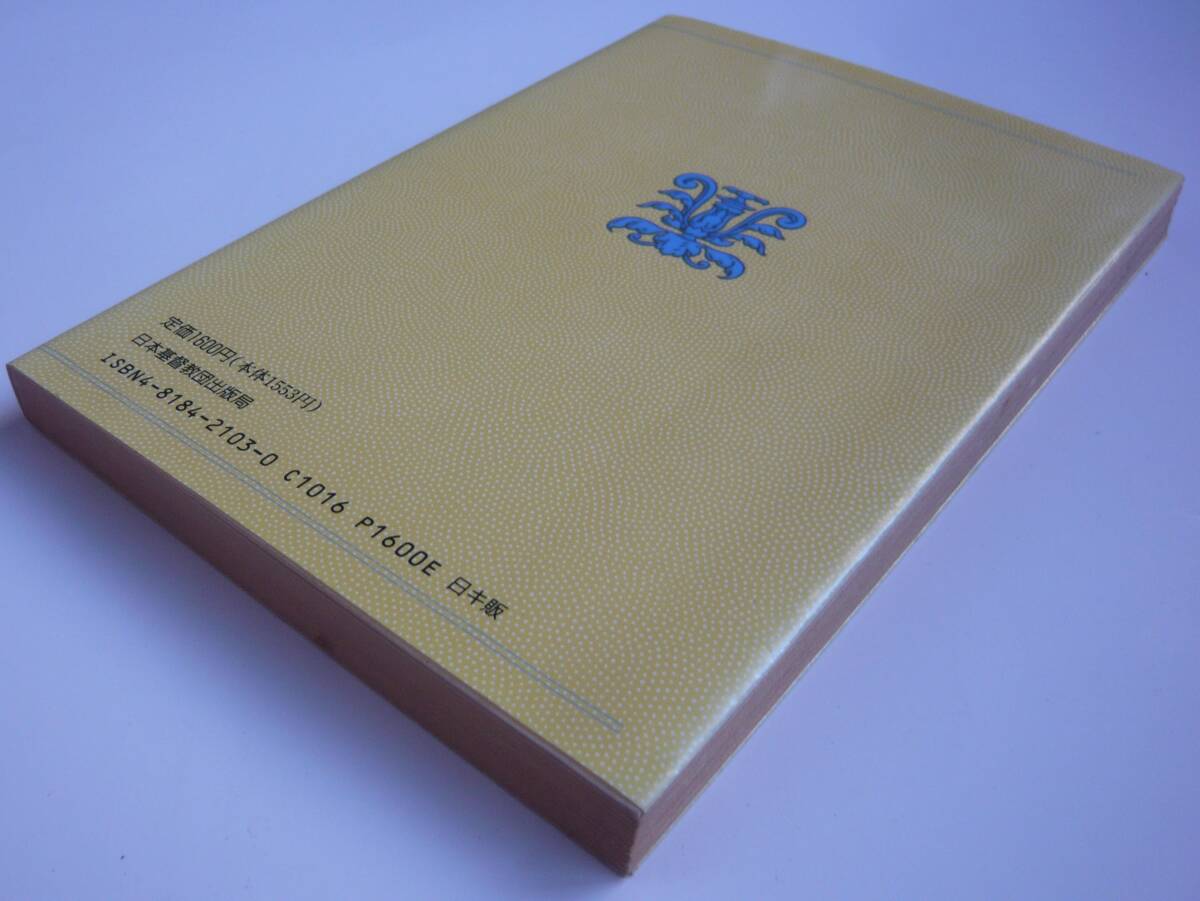 定価1600円(本体1553円)
日本基督教団出版局
ISBN4-8184-2103-0 C1016 P1600E 日キ販